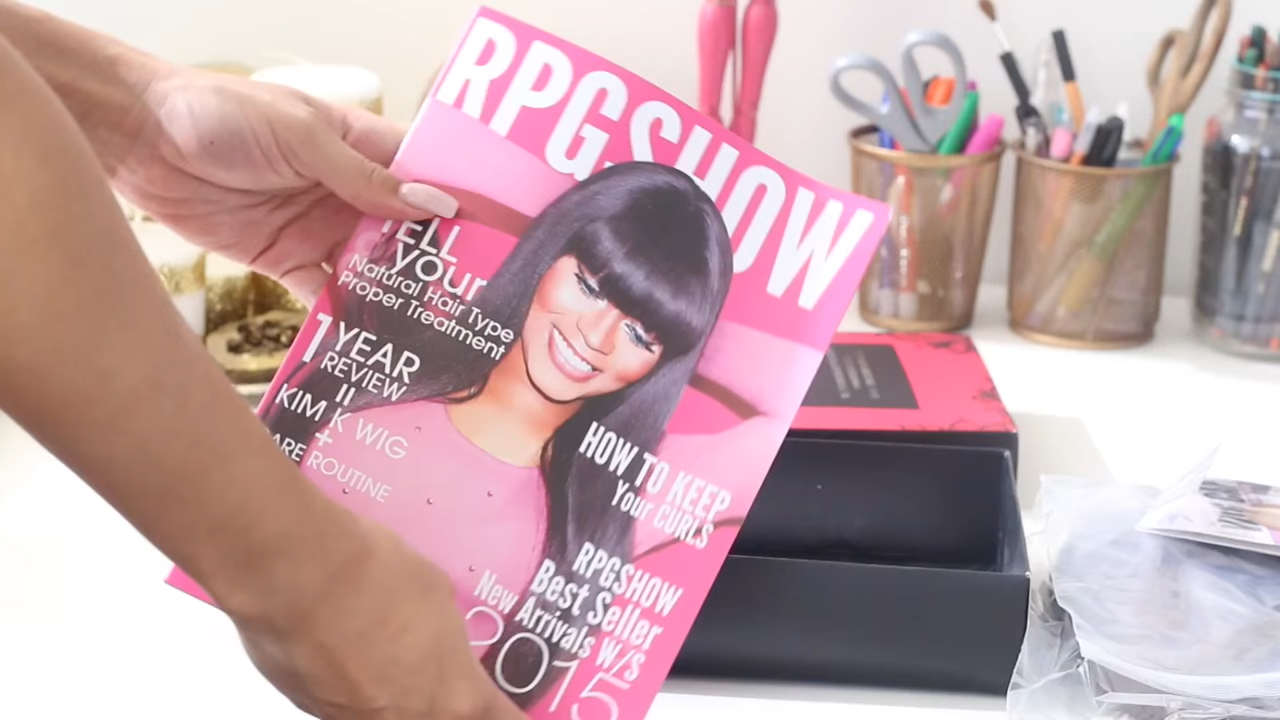 RPGSHOW
TELL
your
Natural Hair Type
Proper Treatment
1 YEAR
REVIEW
KIM K WIG
+
ARE ROUTINE
HOW TO KEEP
Your CURLS
RPGSHOW
Best Seller
New Arrivals W/S
2015